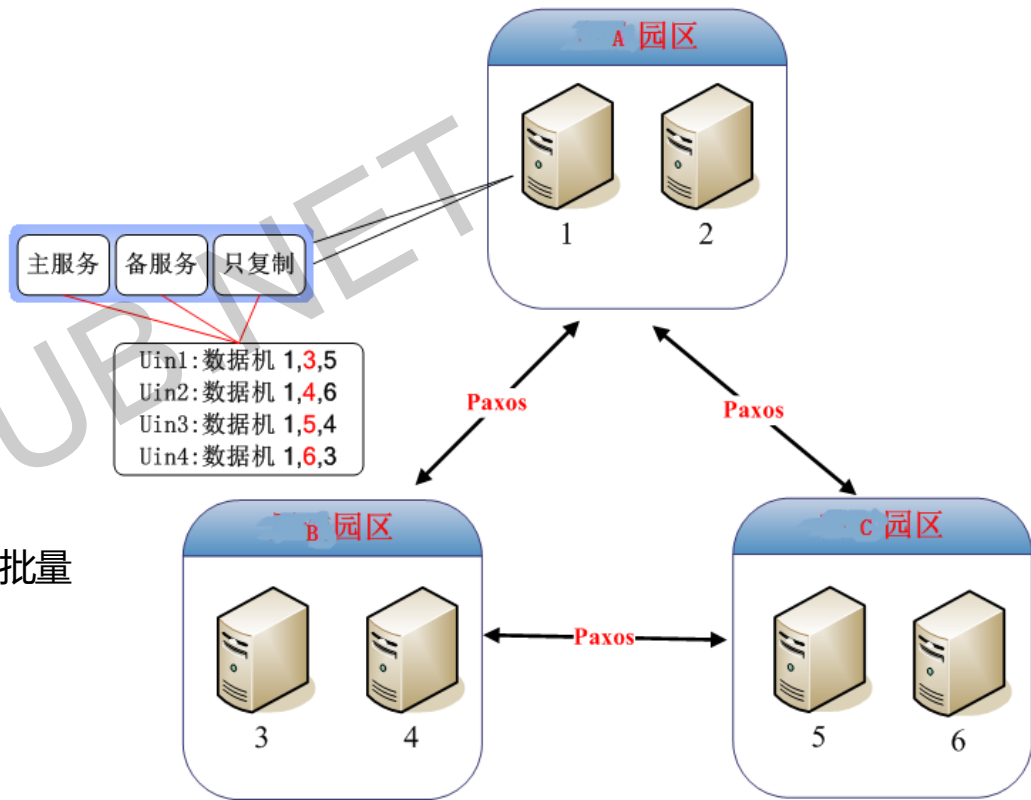 A 园区
1
2
主服务
备服务
只复制
Uin1:数据机 1,3,5
Uin2:数据机 1,4,6
Uin3:数据机 1,5,4
Uin4:数据机 1,6,3
Paxos
Paxos
UB.NET
批量
B 园区
3
4
Paxos
C 园区
5
6